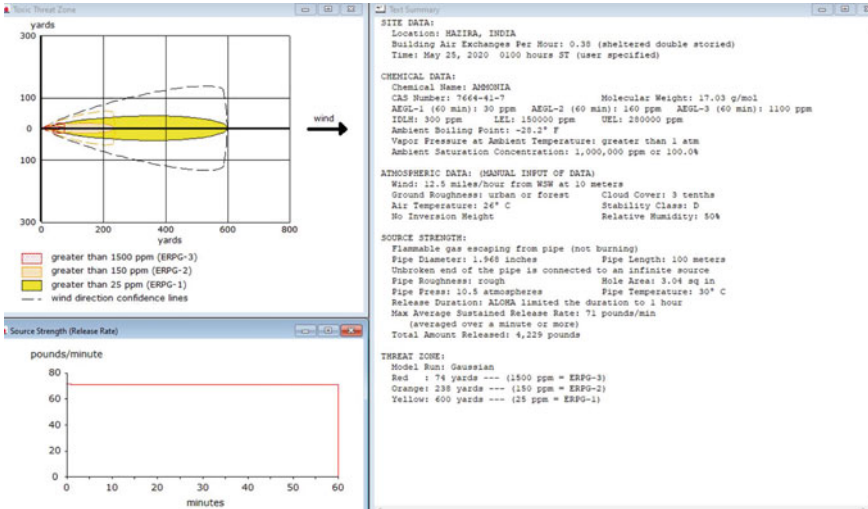 Toxic Threat Zone
yards
300
100
0
100
300
0 200 400 600 800
yards
wind
greater than 1500 ppm (ERPG-3)
greater than 150 ppm (ERPG-2)
greater than 25 ppm (ERPG-1)
wind direction confidence lines
Source Strength (Release Rate)
pounds/minute
80
60
40
20
0
0 10 20 30 40 50 60
minutes
Text Summary
SITE DATA:
Location: HAZIRA, INDIA
Building Air Exchanges Per Hour: 0.38 (sheltered double storied)
Time: May 25, 2020 0100 hours ST (user specified)
CHEMICAL DATA:
Chemical Name: AMMONIA
CAS Number: 7664-41-7 Molecular Weight: 17.03 g/mol
AEGL-1 (60 min): 30 ppm AEGL-2 (60 min): 160 ppm AEGL-3 (60 min): 1100 ppm
IDLH: 300 ppm LEL: 150000 ppm UEL: 280000 ppm
Ambient Boiling Point: -28.2° F
Vapor Pressure at Ambient Temperature: greater than 1 atm
Ambient Saturation Concentration: 1,000,000 ppm or 100.0%
ATMOSPHERIC DATA: (MANUAL INPUT OF DATA)
Wind: 12.5 miles/hour from WSW at 10 meters
Ground Roughness: urban or forest Cloud Cover: 3 tenths
Air Temperature: 26° C Stability Class: D
No Inversion Height Relative Humidity: 50%
SOURCE STRENGTH:
Flammable gas escaping from pipe (not burning)
Pipe Diameter: 1.968 inches Pipe Length: 100 meters
Unbroken end of the pipe is connected to an infinite source
Pipe Roughness: rough Hole Area: 3.04 sq in
Pipe Press: 10.5 atmospheres Pipe Temperature: 30° C
Release Duration: ALOHA limited the duration to 1 hour
Max Average Sustained Release Rate: 71 pounds/min
(averaged over a minute or more)
Total Amount Released: 4,229 pounds
THREAT ZONE:
Model Run: Gaussian
Red : 74 yards --- (1500 ppm = ERPG-3)
Orange: 238 yards --- (150 ppm = ERPG-2)
Yellow: 600 yards --- (25 ppm = ERPG-1)